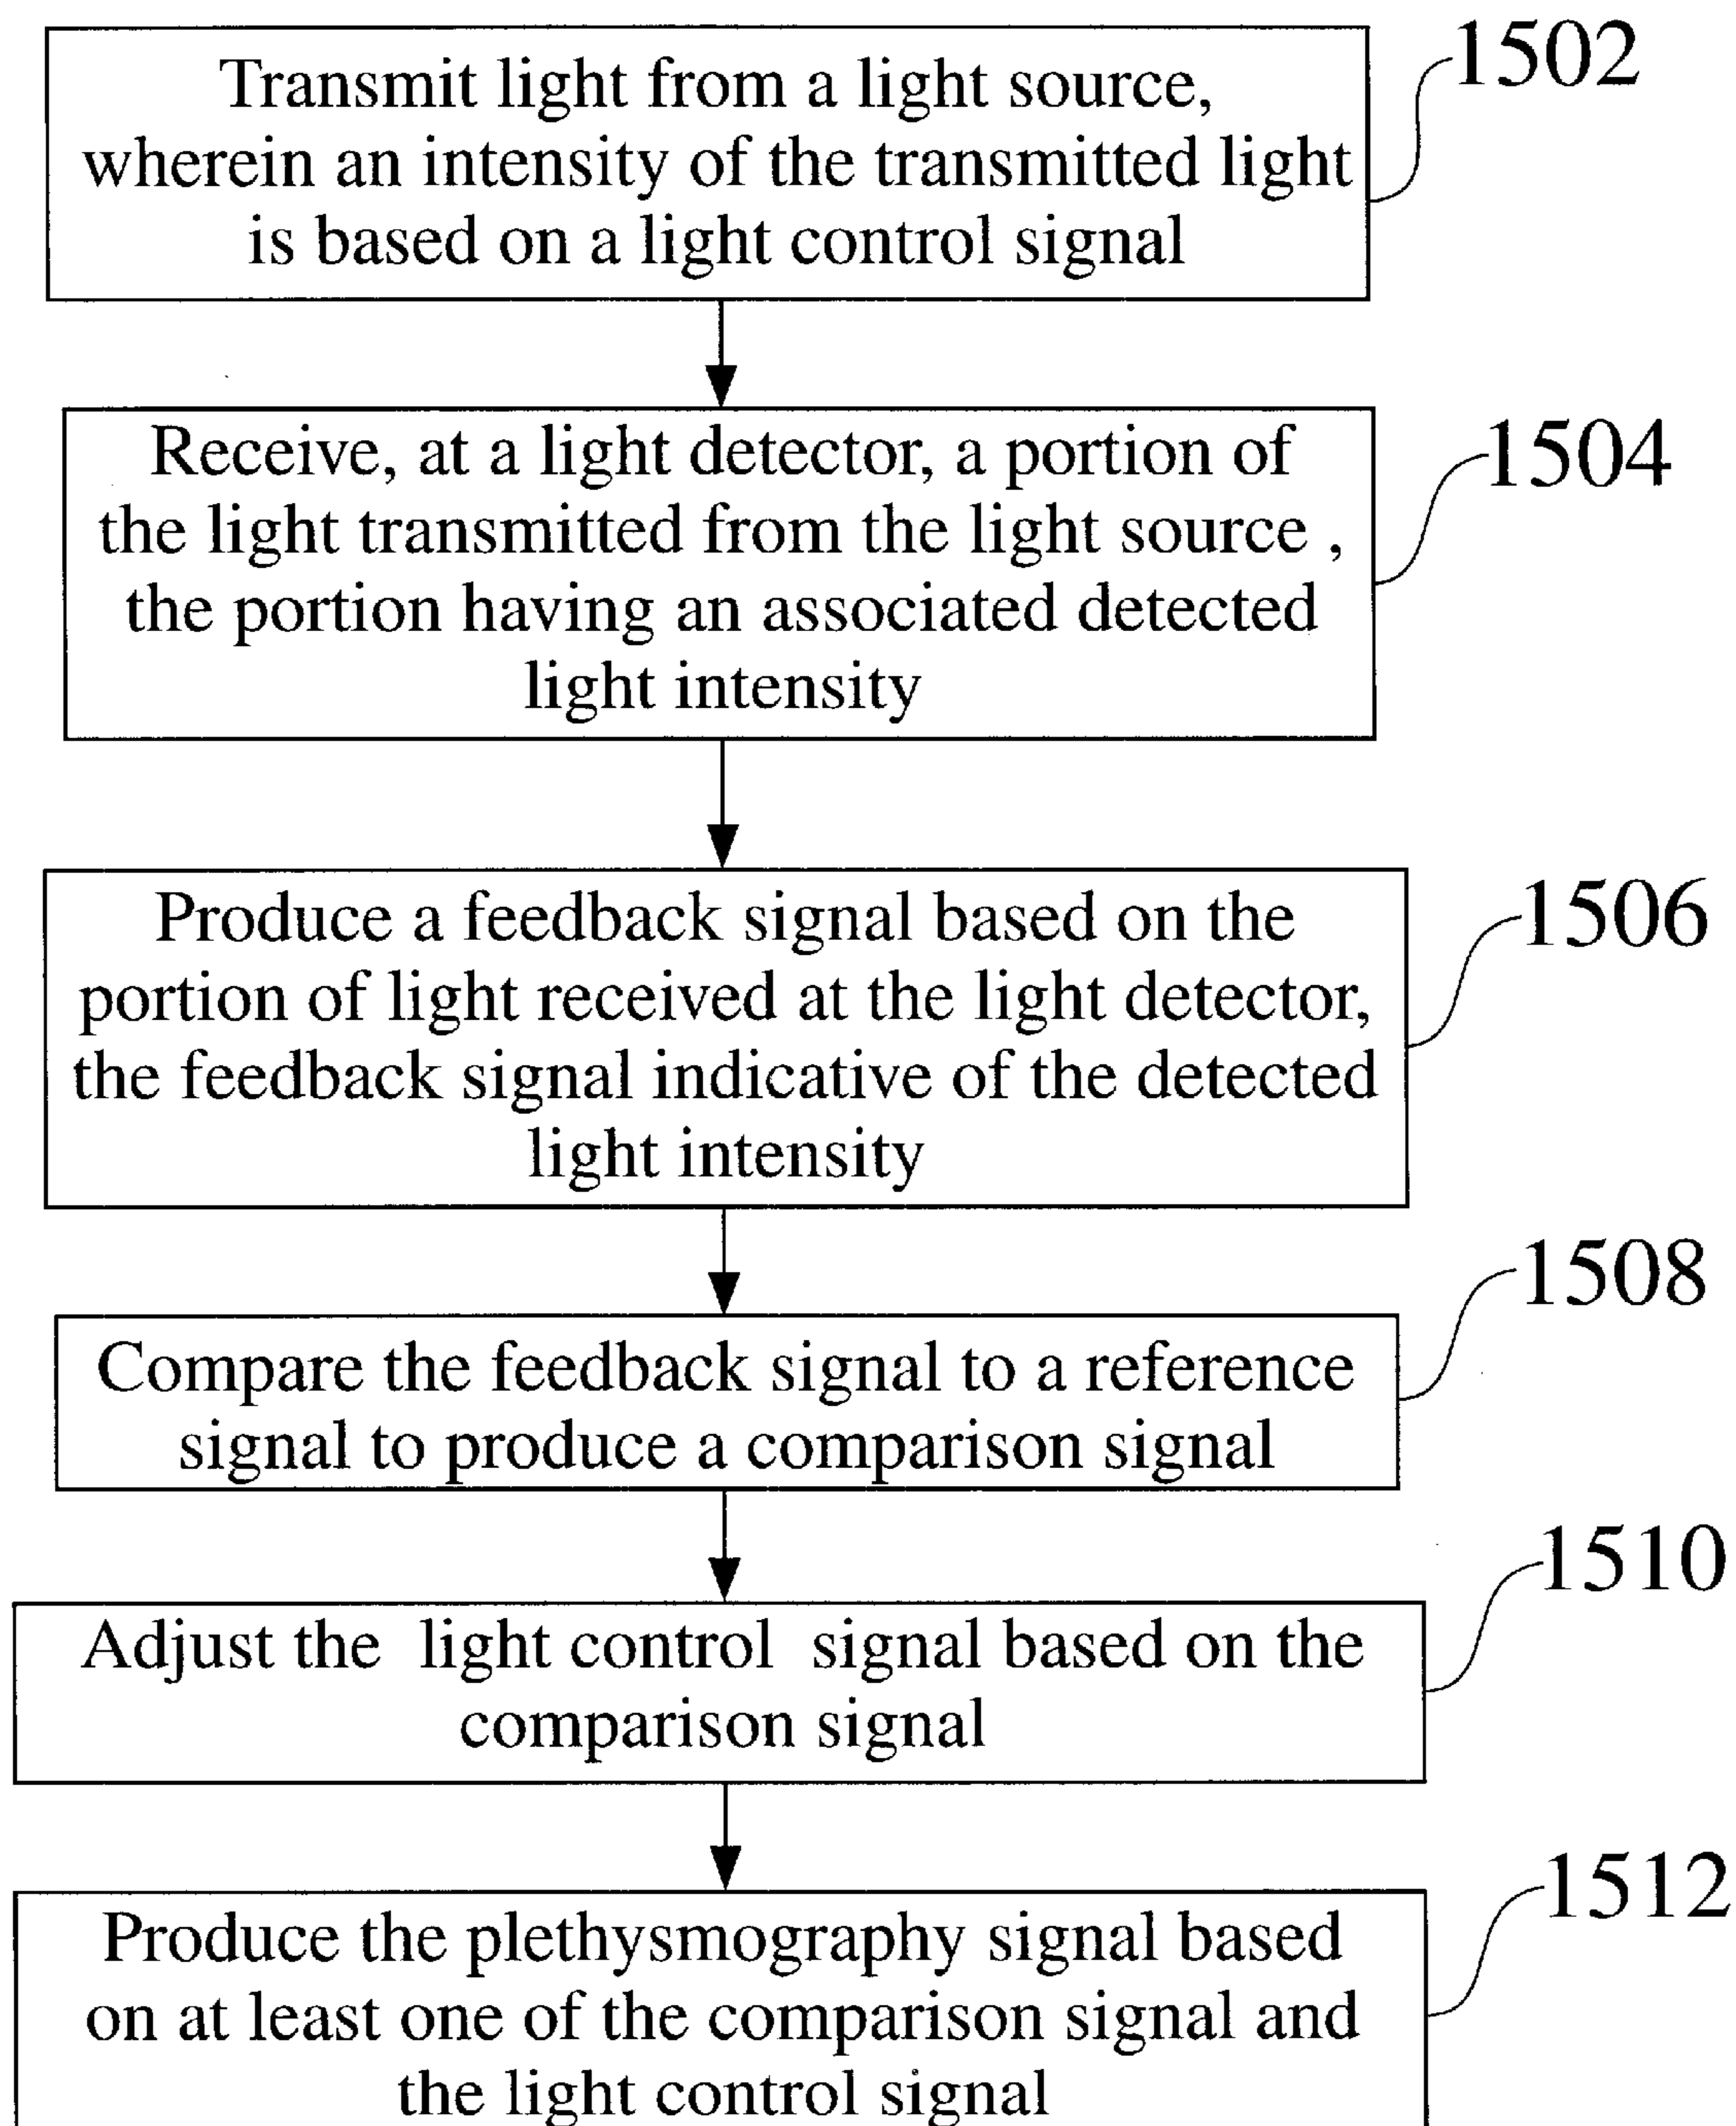 Transmit light from a light source,
wherein an intensity of the transmitted light
is based on a light control signal
1502
Receive, at a light detector, a portion of
the light transmitted from the light source ,
the portion having an associated detected
light intensity
1504
Produce a feedback signal based on the
portion of light received at the light detector,
the feedback signal indicative of the detected
light intensity
1506
Compare the feedback signal to a reference
signal to produce a comparison signal
1508
Adjust the light control signal based on the
comparison signal
1510
Produce the plethysmography signal based
on at least one of the comparison signal and
the light control signal
1512